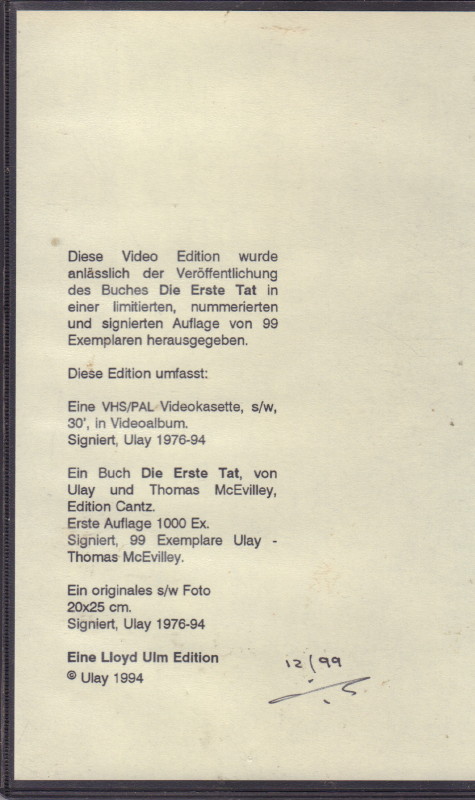 Diese Video Edition wurde
anlässlich der Veröffentlichung
des Buches Die Erste Tat in
einer limitierten, nummerierten
und signierten Auflage von 99
Exemplaren herausgegeben.
Diese Edition umfasst:
Eine VHS/PAL Videokasette, s/w,
30', in Videoalbum.
Signiert, Ulay 1976-94
Ein Buch Die Erste Tat, von
Ulay und Thomas McEvilley,
Edition Cantz.
Erste Auflage 1000 Ex.
Signiert, 99 Exemplare Ulay -
Thomas McEvilley.
Ein originales s/w Foto
20x25 cm.
Signiert, Ulay 1976-94
Eine Lloyd Ulm Edition
© Ulay 1994
12/99